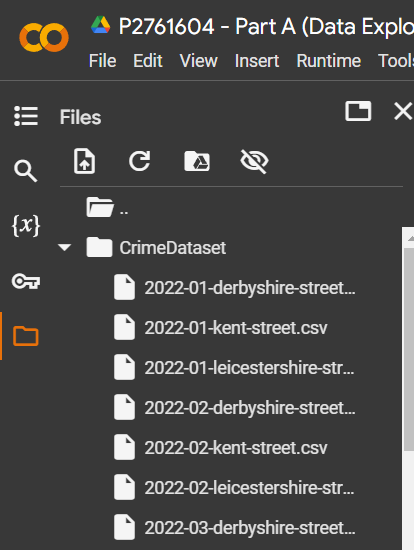 P2761604 - Part A (Data Explo
File Edit View Insert Runtime Tools
Files
..
CrimeDataset
{x}
2022-01-derbyshire-street...
2022-01-kent-street.csv
2022-01-leicestershire-str...
2022-02-derbyshire-street...
2022-02-kent-street.csv
2022-02-leicestershire-str...
2022-03-derbyshire-street...